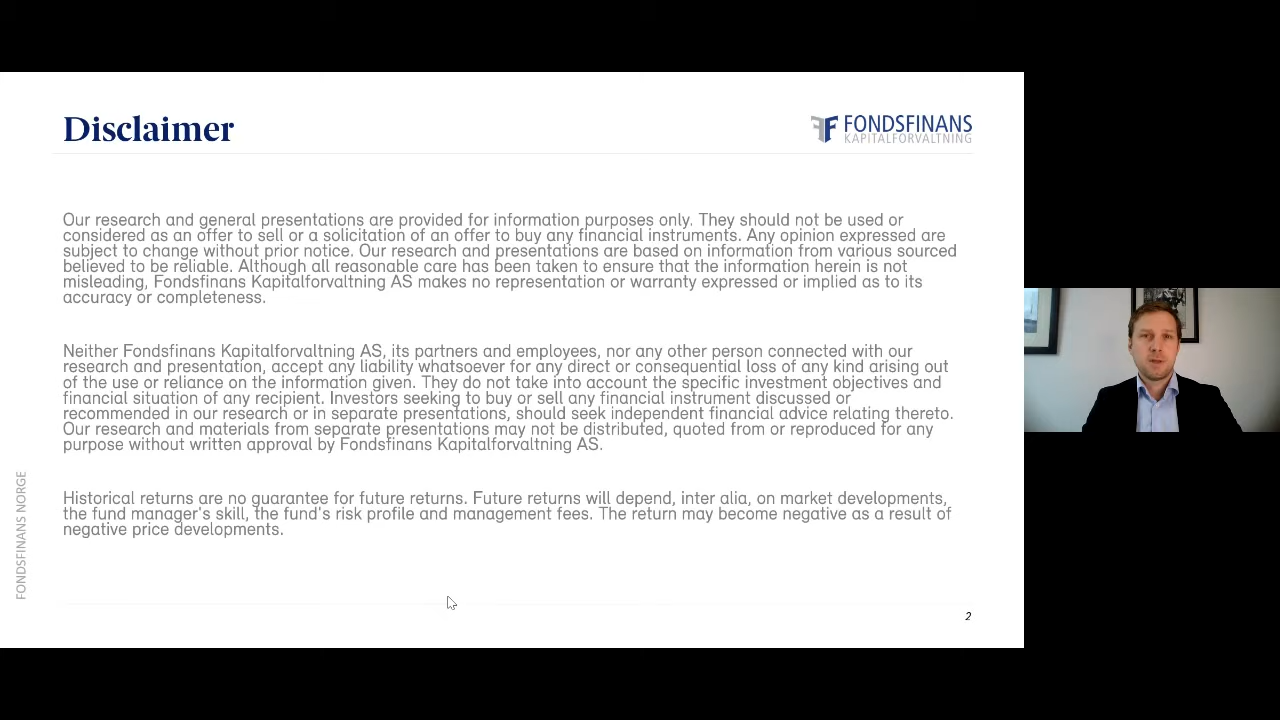 Disclaimer
FONDSFINANS
KAPITALFORVALTNING
Our research and general presentations are provided for information purposes only. They should not be used or
considered as an offer to sell or a solicitation of an offer to buy any financial instruments. Any opinion expressed are
subject to change without prior notice. Our research and presentations are based on information from various sourced
believed to be reliable. Although all reasonable care has been taken to ensure that the information herein is not
misleading, Fondsfinans Kapitalforvaltning AS makes no representation or warranty expressed or implied as to its
accuracy or completeness.
Neither Fondsfinans Kapitalforvaltning AS, its partners and employees, nor any other person connected with our
research and presentation, accept any liability whatsoever for any direct or consequential loss of any kind arising out
of the use or reliance on the information given. They do not take into account the specific investment objectives and
financial situation of any recipient. Investors seeking to buy or sell any financial instrument discussed or
recommended in our research or in separate presentations, should seek independent financial advice relating thereto.
Our research and materials from separate presentations may not be distributed, quoted from or reproduced for any
purpose without written approval by Fondsfinans Kapitalforvaltning AS.
Historical returns are no guarantee for future returns. Future returns will depend, inter alia, on market developments,
the fund manager's skill, the fund's risk profile and management fees. The return may become negative as a result of
negative price developments.
FONDSFINANS NORGE
2